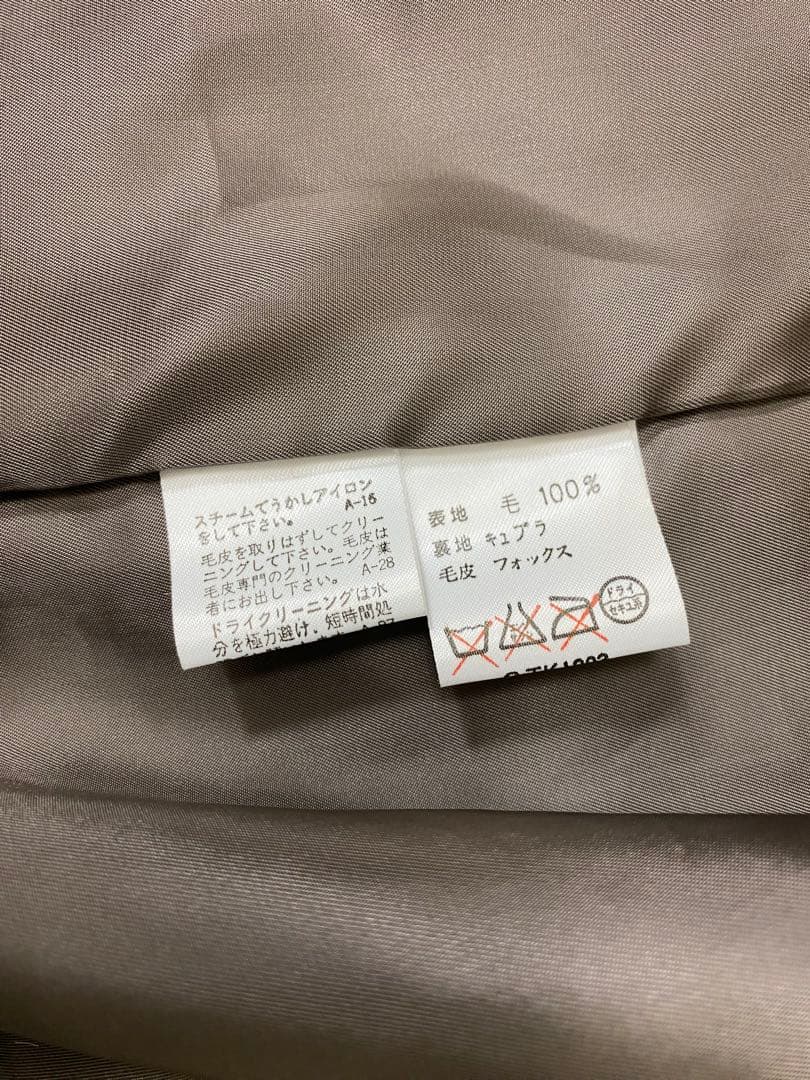 スチームでうかしアイロン
をして下さい。 A-15
毛皮を取りはずしてクリー
ニングして下さい。毛皮は
毛皮専門のクリーニング業
者にお出し下さい。 A-28
ドライクリーニングは水
分を極力避け、短時間処
表地 毛 100%
裏地 キュプラ
毛皮 フォックス
ドライ
セキユ系